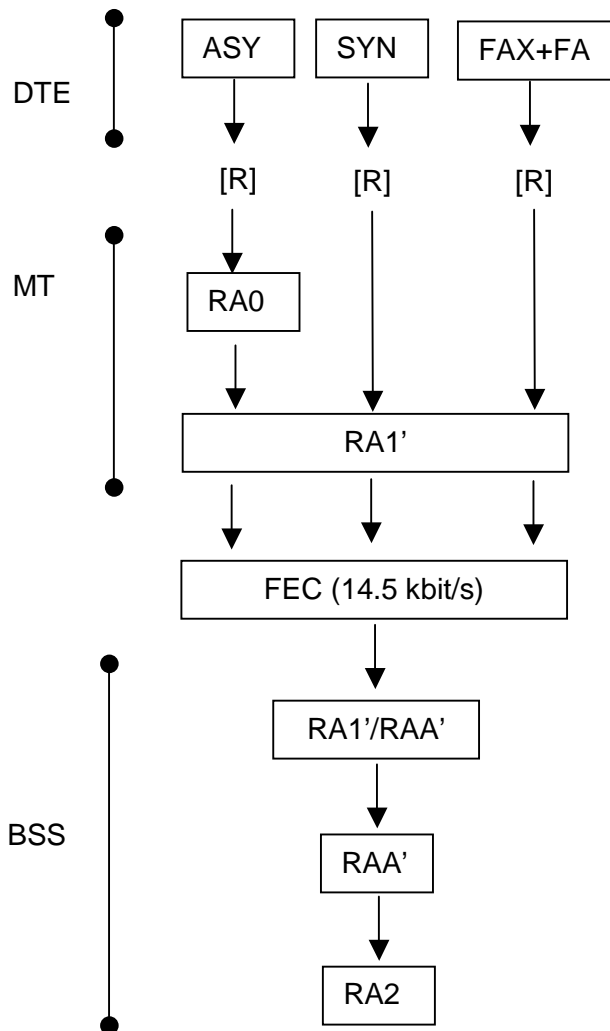 ASY SYN FAX+FA
DTE
[R] [R] [R]
MT
RA0
RA1’
FEC (14.5 kbit/s)
RA1’/RAA’
BSS
RAA’
RA2